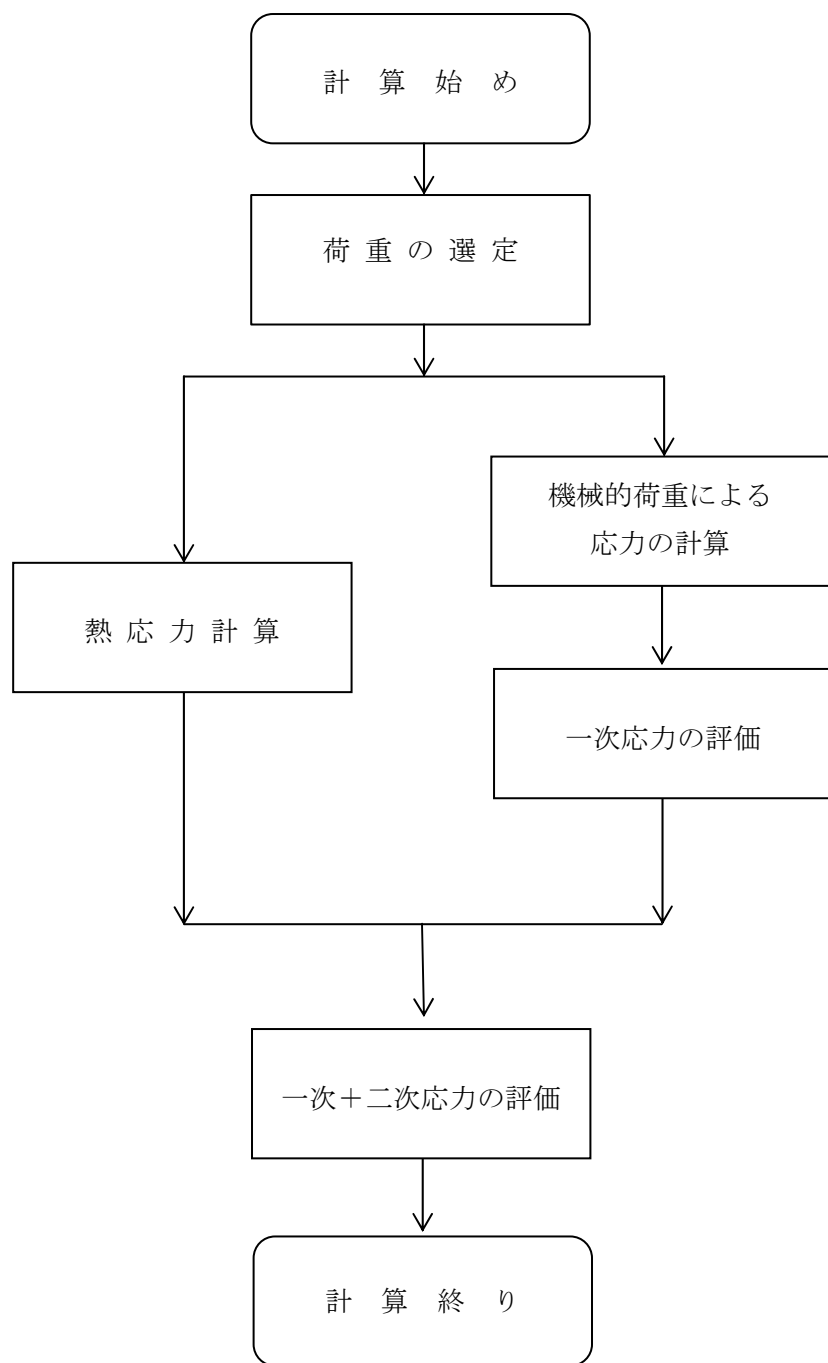 計算始め
荷重の選定
機械的荷重による
応力の計算
熱応力計算
一次応力の評価
一次＋二次応力の評価
計算終り